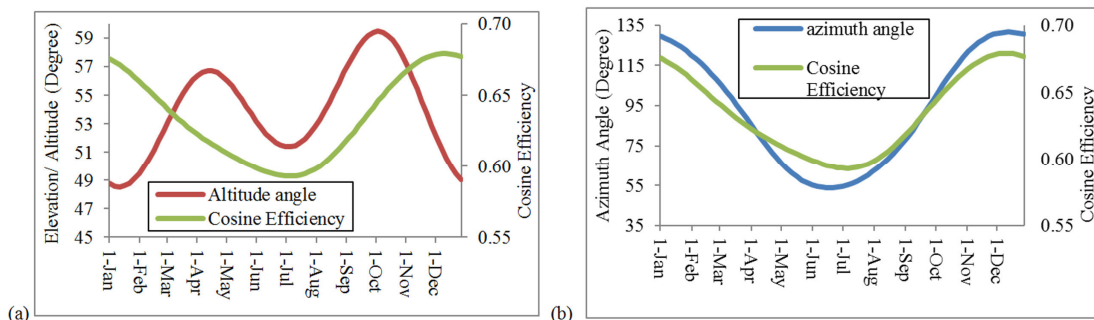 (a)
Elevation/ Altitude (Degree)
59
57
55
53
51
49
47
45
0.70
0.65
0.60
0.55
Cosine Efficiency
Altitude angle
Cosine Efficiency
1-Jan
1-Feb
1-Mar
1-Apr
1-May
1-Jun
1-Jul
1-Aug
1-Sep
1-Oct
1-Nov
1-Dec
(b)
Azimuth Angle (Degree)
135
115
95
75
55
35
0.70
0.65
0.60
0.55
Cosine Efficiency
azimuth angle
Cosine
Efficiency
1-Jan
1-Feb
1-Mar
1-Apr
1-May
1-Jun
1-Jul
1-Aug
1-Sep
1-Oct
1-Nov
1-Dec